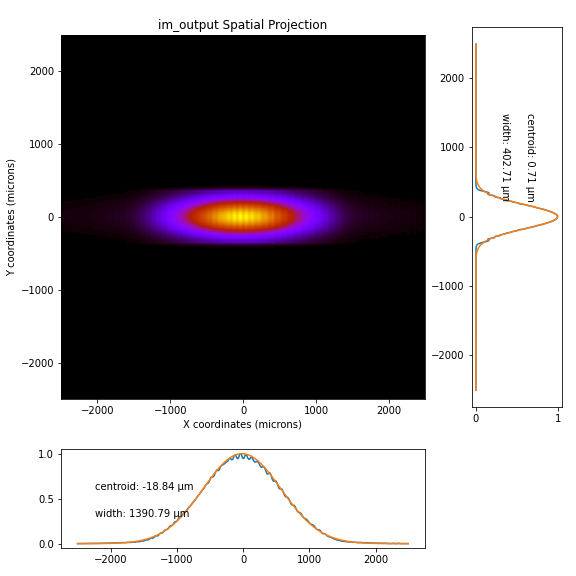 im_output Spatial Projection
2000
1000
0
−1000
−2000
Y coordinates (microns)
−2000 −1000 0 1000 2000
X coordinates (microns)
2000
1000
0
−1000
−2000
centroid: 0.71 μm
width: 402.71 μm
0 1
1.0
0.5
0.0
centroid: -18.84 μm
width: 1390.79 μm
−2000 −1000 0 1000 2000